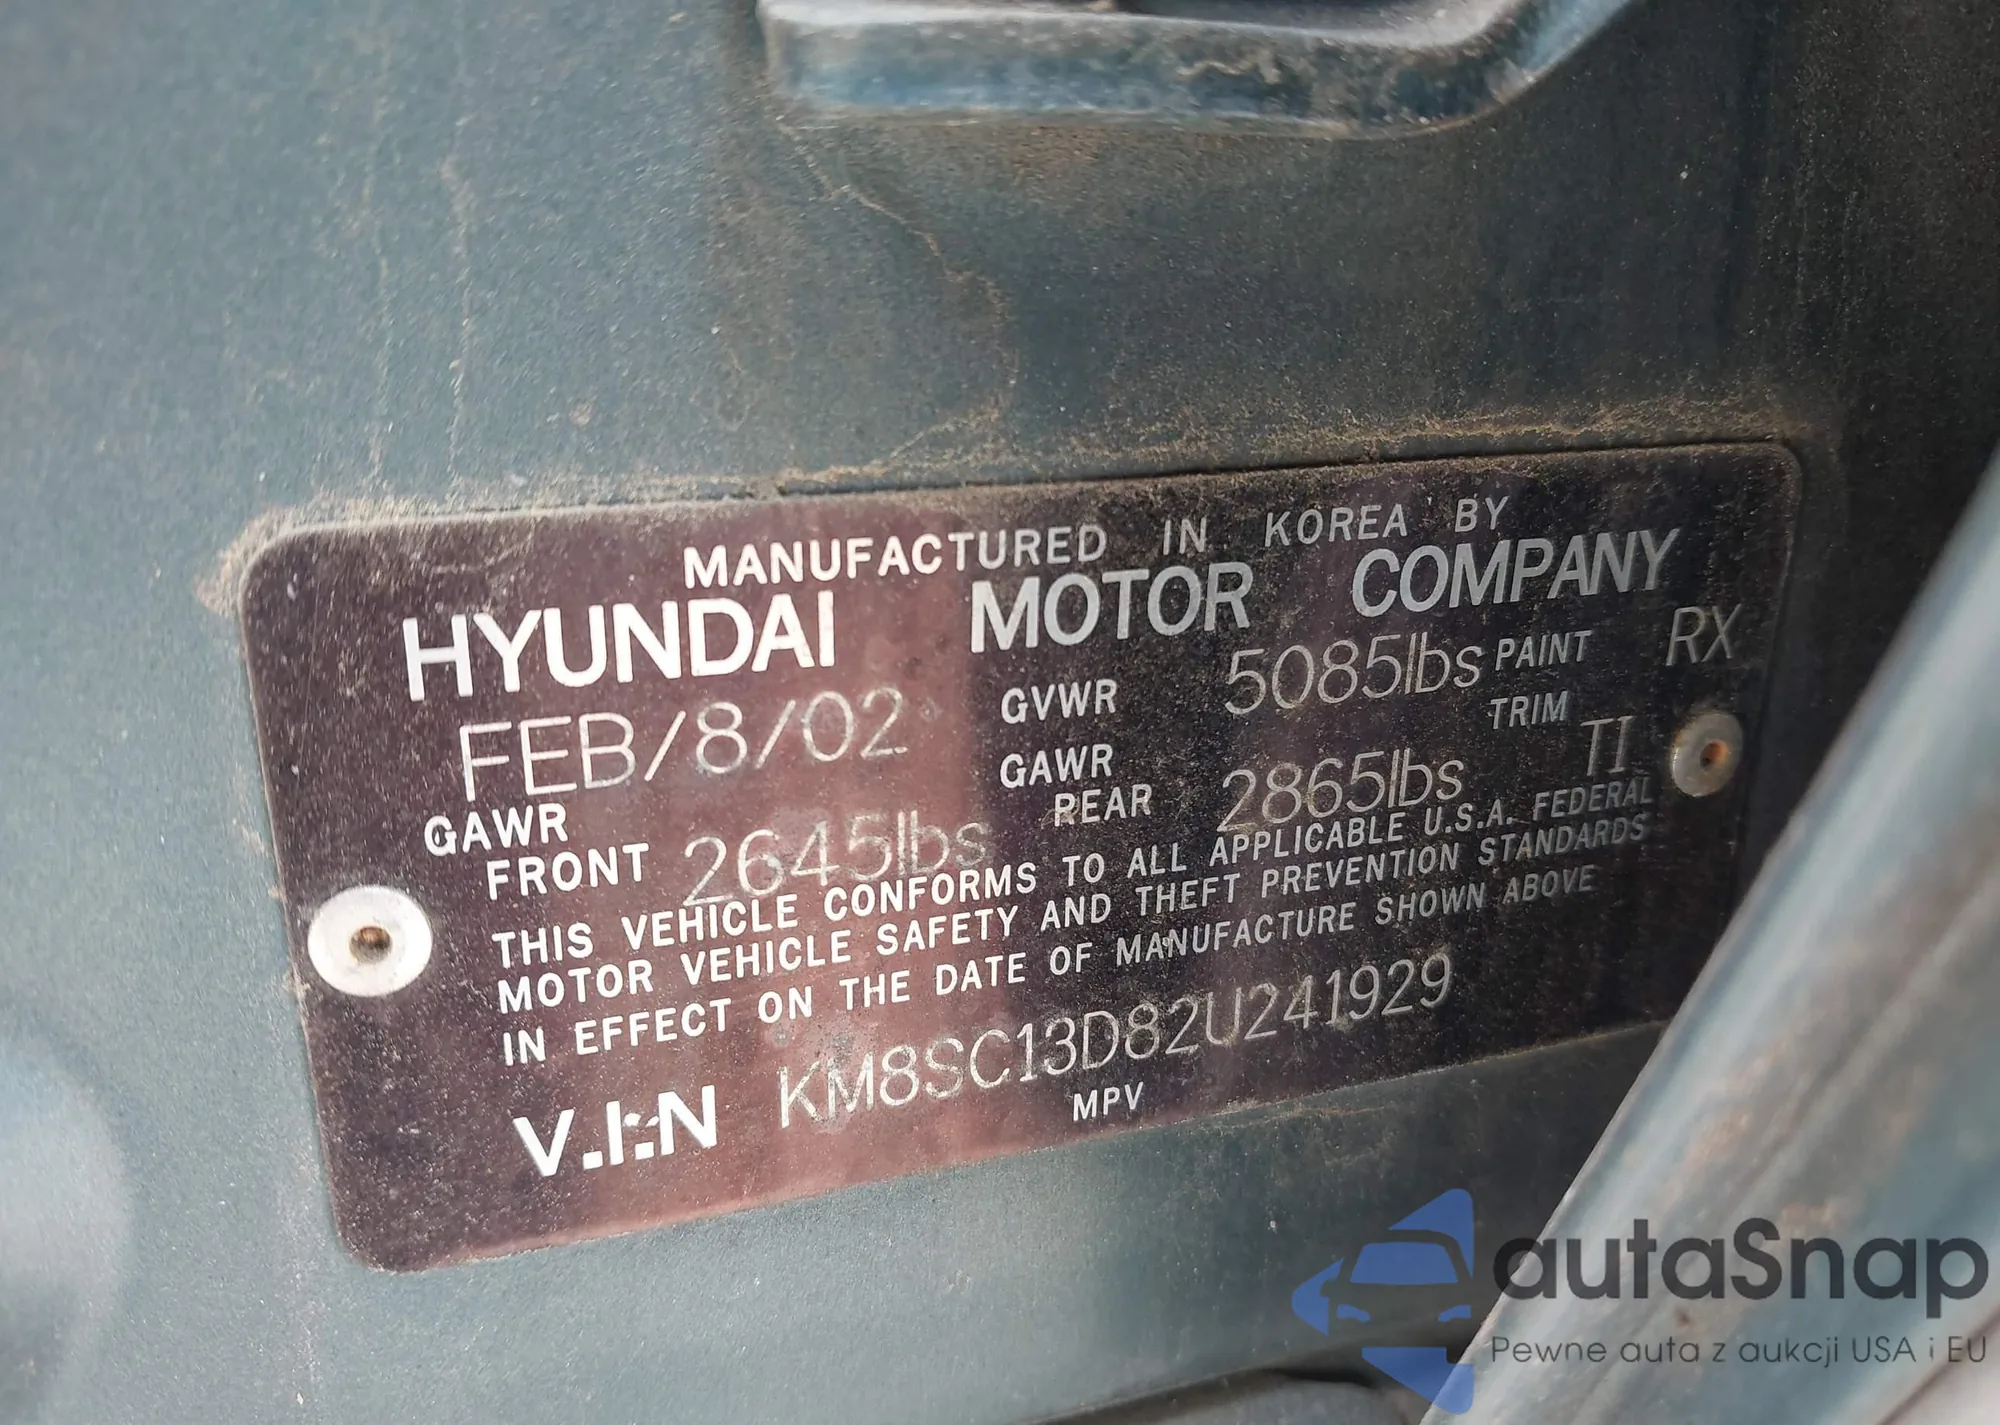 MANUFACTURED IN KOREA BY
HYUNDAI MOTOR COMPANY
FEB/8/02 GVWR 5085lbs PAINT RX
GAWR FRONT 2645lbs GAWR REAR 2865lbs TRIM TI
THIS VEHICLE CONFORMS TO ALL APPLICABLE U.S.A. FEDERAL
MOTOR VEHICLE SAFETY AND THEFT PREVENTION STANDARDS
IN EFFECT ON THE DATE OF MANUFACTURE SHOWN ABOVE
V.I.N KM8SC13D82U241929
MPV
autaSnap
Pewne auta z aukcji USA i EU